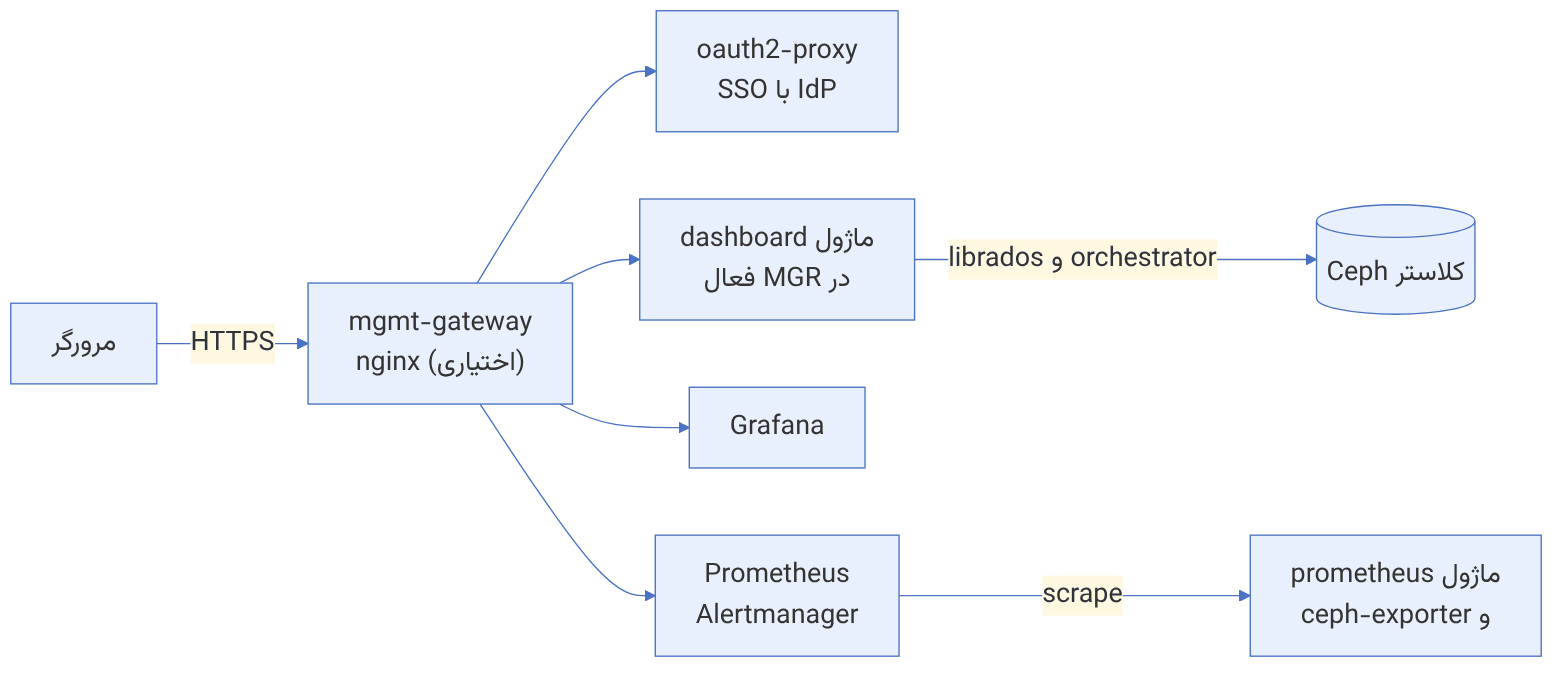 oauth2-proxy
SSO با IdP
ماژول dashboard
در MGR فعال
librados و orchestrator
کلاستر Ceph
مرورگر
HTTPS
mgmt-gateway
nginx (اختیاری)
Grafana
Prometheus
Alertmanager
scrape
ماژول prometheus
و ceph-exporter